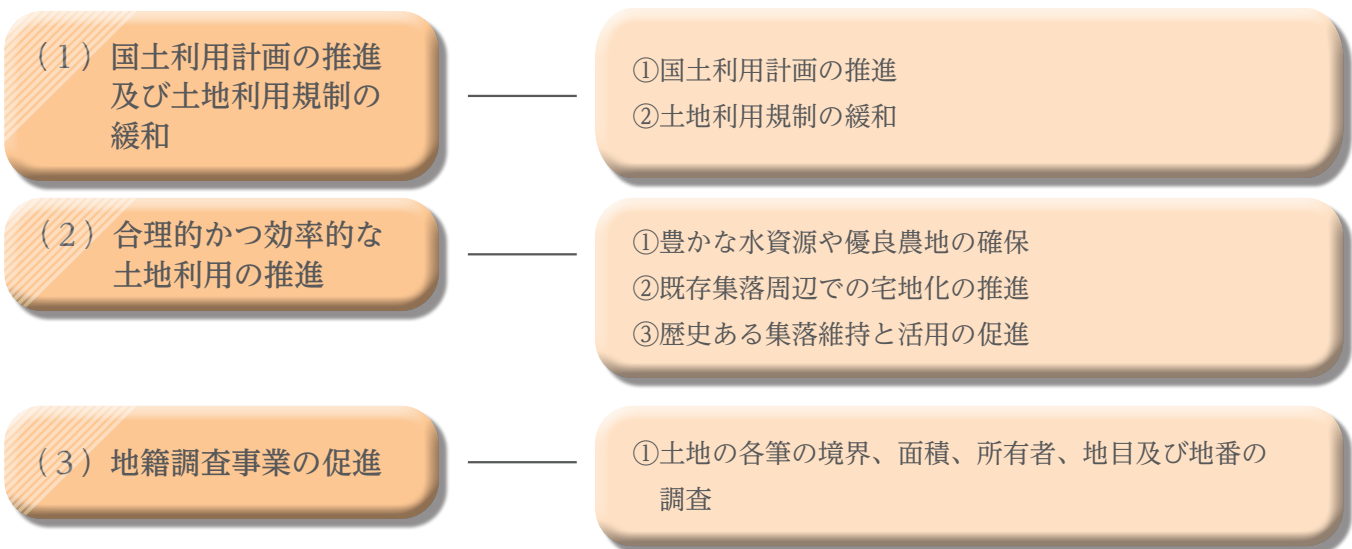 （1）国土利用計画の推進
及び土地利用規制の
緩和
①国土利用計画の推進
②土地利用規制の緩和
（2）合理的かつ効率的な
土地利用の推進
①豊かな水資源や優良農地の確保
②既存集落周辺での宅地化の推進
③歴史ある集落維持と活用の促進
（3）地籍調査事業の促進
①土地の各筆の境界、面積、所有者、地目及び地番の
調査